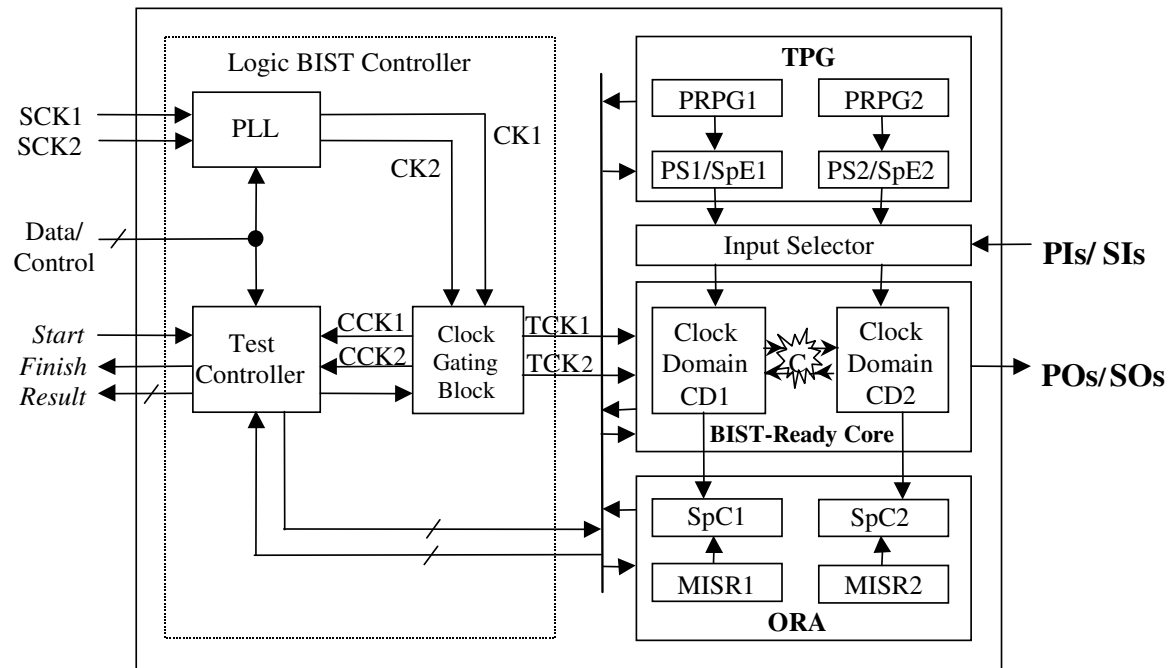 Logic BIST Controller
SCK1
SCK2
PLL
CK1
CK2
Data/
Control
Start
Finish
Result
Test
Controller
CCK1
CCK2
Clock
Gating
Block
TCK1
TCK2
TPG
PRPG1
PRPG2
PS1/SpE1
PS2/SpE2
Input Selector
PIs/ SIs
Clock
Domain
CD1
C
Clock
Domain
CD2
BIST-Ready Core
POs/SOs
SpC1
SpC2
MISR1
MISR2
ORA